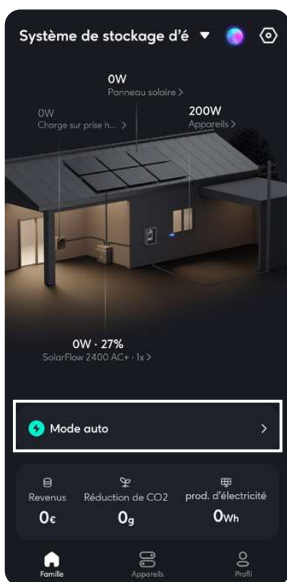 Système de stockage d'é
0W
Panneau solaire >
0W
Charge sur prise h... >
200W
Appareils >
0W · 27%
SolarFlow 2400 AC+ · 1x >
Mode auto
Revenus
Réduction de CO2
prod. d'électricité
0€
0g
0Wh
Famille
Appareils
Profil